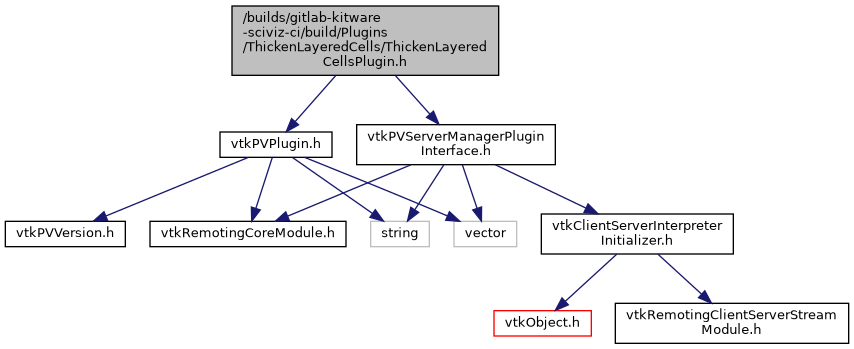 /builds/gitlab-kitware
-sciviz-ci/build/Plugins
/ThickenLayeredCells/ThickenLayered
CellsPlugin.h
vtkPVPlugin.h
vtkPVServerManagerPlugin
Interface.h
vtkPVVersion.h
vtkRemotingCoreModule.h
string
vector
vtkClientServerInterpreter
Initializer.h
vtkObject.h
vtkRemotingClientServerStream
Module.h